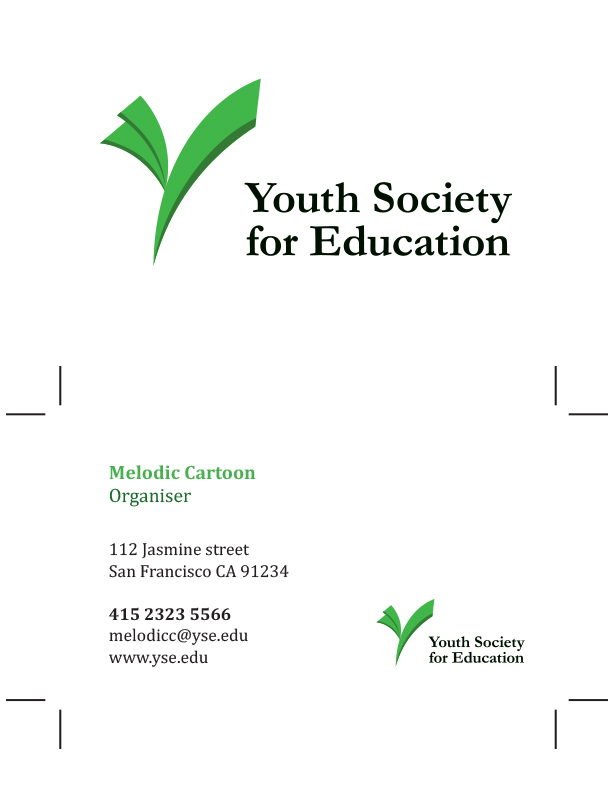 Youth Society
for Education
Melodic Cartoon
Organiser
112 Jasmine street
San Francisco CA 91234
415 2323 5566
melodicc@yse.edu
www.yse.edu
Youth Society
for Education